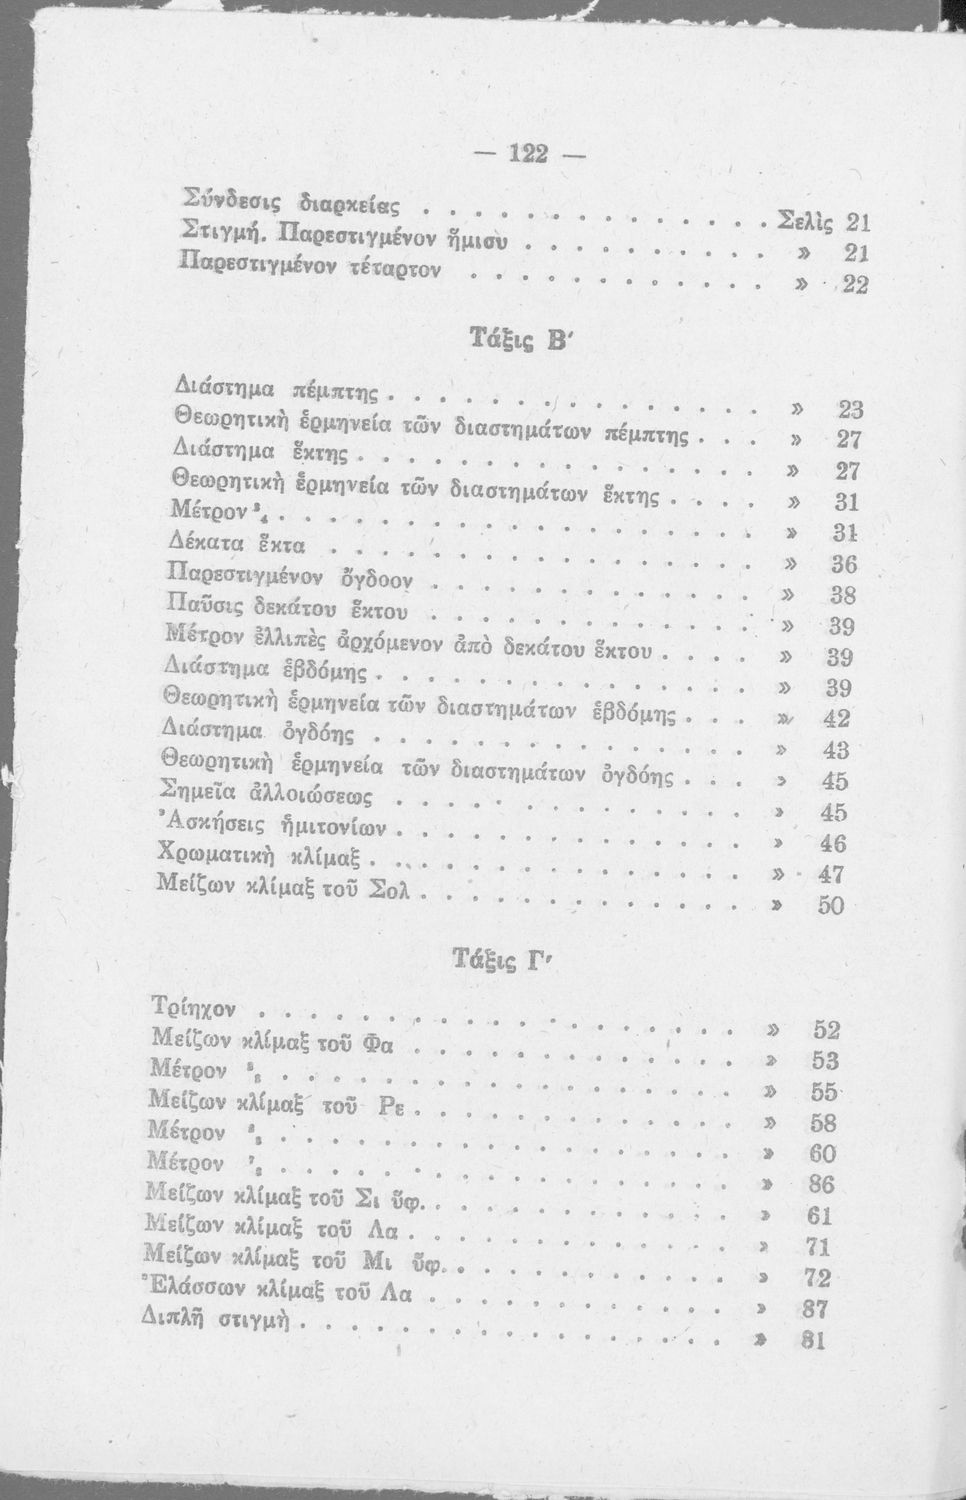 — 122 —
Σύνδεσις διαρκείας . . . . . . . . . . . . . . Σελὶς 21
Στιγμή. Παρεστιγμένον ἥμισυ . . . . . . . . . . . » 21
Παρεστιγμένον τέταρτον . . . . . . . . . . . . » 22
Τάξις Β′
Διάστημα πέμπτης . . . . . . . . . . . . . . . » 23
Θεωρητικὴ ἑρμηνεία τῶν διαστημάτων πέμπτης . . . » 27
Διάστημα ἕκτης . . . . . . . . . . . . . . . . » 27
Θεωρητικὴ ἑρμηνεία τῶν διαστημάτων ἕκτης . . . . » 31
Μέτρον ³₄ . . . . . . . . . . . . . . . . . . . » 31
Δέκατα ἕκτα . . . . . . . . . . . . . . . . . » 36
Παρεστιγμένον ὄγδοον . . . . . . . . . . . . . » 38
Παῦσις δεκάτου ἕκτου . . . . . . . . . . . . . » 39
Μέτρον ἐλλιπὲς ἀρχόμενον ἀπὸ δεκάτου ἕκτου . . . . » 39
Διάστημα ἑβδόμης . . . . . . . . . . . . . . . » 39
Θεωρητικὴ ἑρμηνεία τῶν διαστημάτων ἑβδόμης . . . » 42
Διάστημα ὀγδόης . . . . . . . . . . . . . . . » 43
Θεωρητικὴ ἑρμηνεία τῶν διαστημάτων ὀγδόης . . . » 45
Σημεῖα ἀλλοιώσεως . . . . . . . . . . . . . . . » 45
Ἀσκήσεις ἡμιτονίων . . . . . . . . . . . . . . » 46
Χρωματικὴ κλίμαξ . . . . . . . . . . . . . . . » 47
Μείζων κλίμαξ τοῦ Σολ . . . . . . . . . . . . . » 50
Τάξις Γ′
Τρίηχον . . . . . . . . . . . . . . . . . . . » 52
Μείζων κλίμαξ τοῦ Φα . . . . . . . . . . . . . » 53
Μέτρον ³₈ . . . . . . . . . . . . . . . . . . » 55
Μείζων κλίμαξ τοῦ Ρε . . . . . . . . . . . . . » 58
Μέτρον ⁶₈ . . . . . . . . . . . . . . . . . . » 60
Μέτρον ²₂ . . . . . . . . . . . . . . . . . . » 86
Μείζων κλίμαξ τοῦ Σι ὕφ. . . . . . . . . . . . . » 61
Μείζων κλίμαξ τοῦ Λα . . . . . . . . . . . . . » 71
Μείζων κλίμαξ τοῦ Μι ὕφ. . . . . . . . . . . . » 72
Ἐλάσσων κλίμαξ τοῦ Λα . . . . . . . . . . . . » 87
Διπλῆ στιγμὴ . . . . . . . . . . . . . . . . . » 81